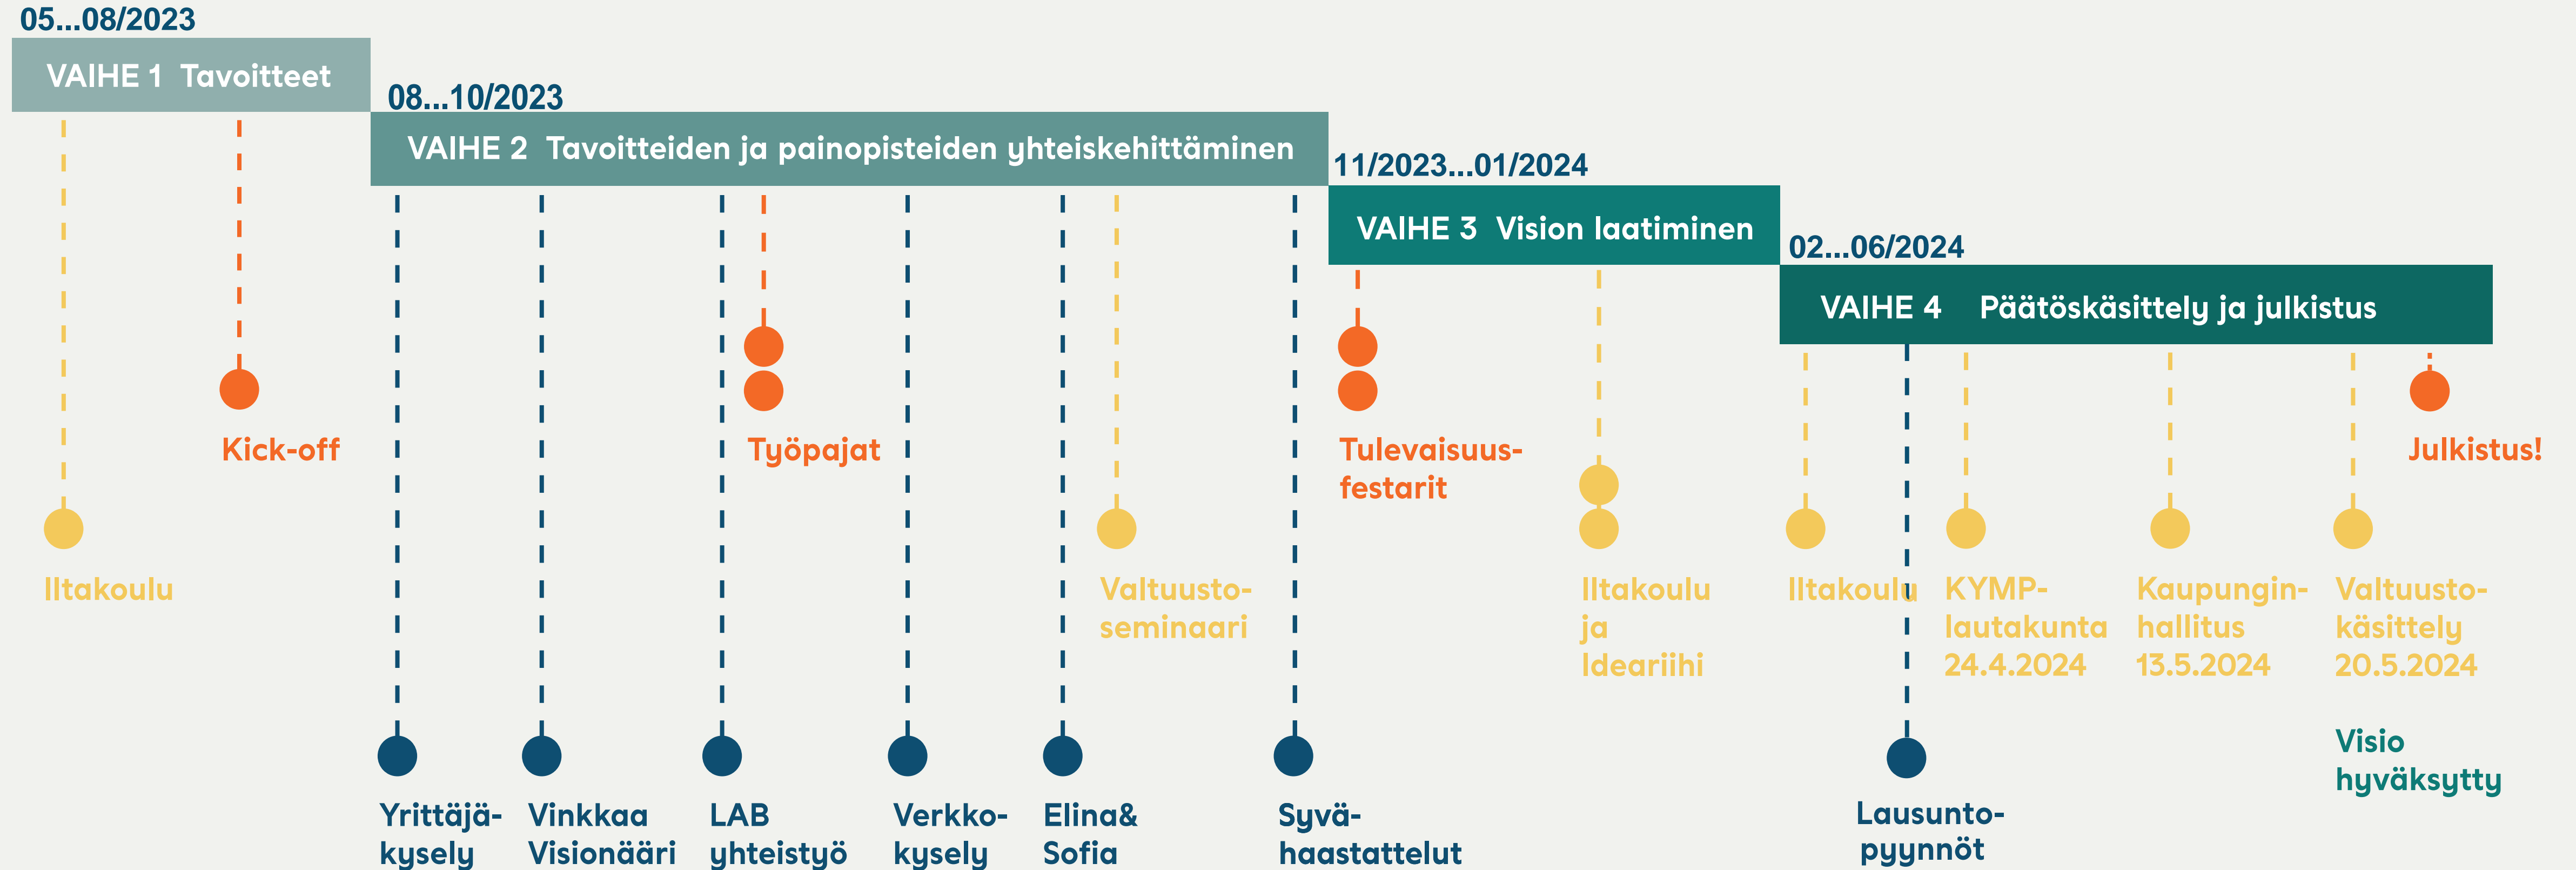 05...08/2023
VAIHE 1 Tavoitteet
08...10/2023
VAIHE 2 Tavoitteiden ja painopisteiden yhteiskehittäminen
11/2023...01/2024
VAIHE 3 Vision laatiminen
02...06/2024
VAIHE 4 Päätöskäsittely ja julkistus
Kick-off
Työpajat
Tulevaisuus-
festarit
Julkistus!
Iltakoulu
Valtuusto-
seminaari
Iltakoulu
ja
Ideariihi
Iltakoulu
KYMP-
lautakunta
24.4.2024
Kaupungin-
hallitus
13.5.2024
Valtuusto-
käsittely
20.5.2024
Visio
hyväksytty
Yrittäjä-
kysely
Vinkkaa
Visionääri
LAB
yhteistyö
Verkko-
kysely
Elina&
Sofia
Syvä-
haastattelut
Lausunto-
pyynnöt